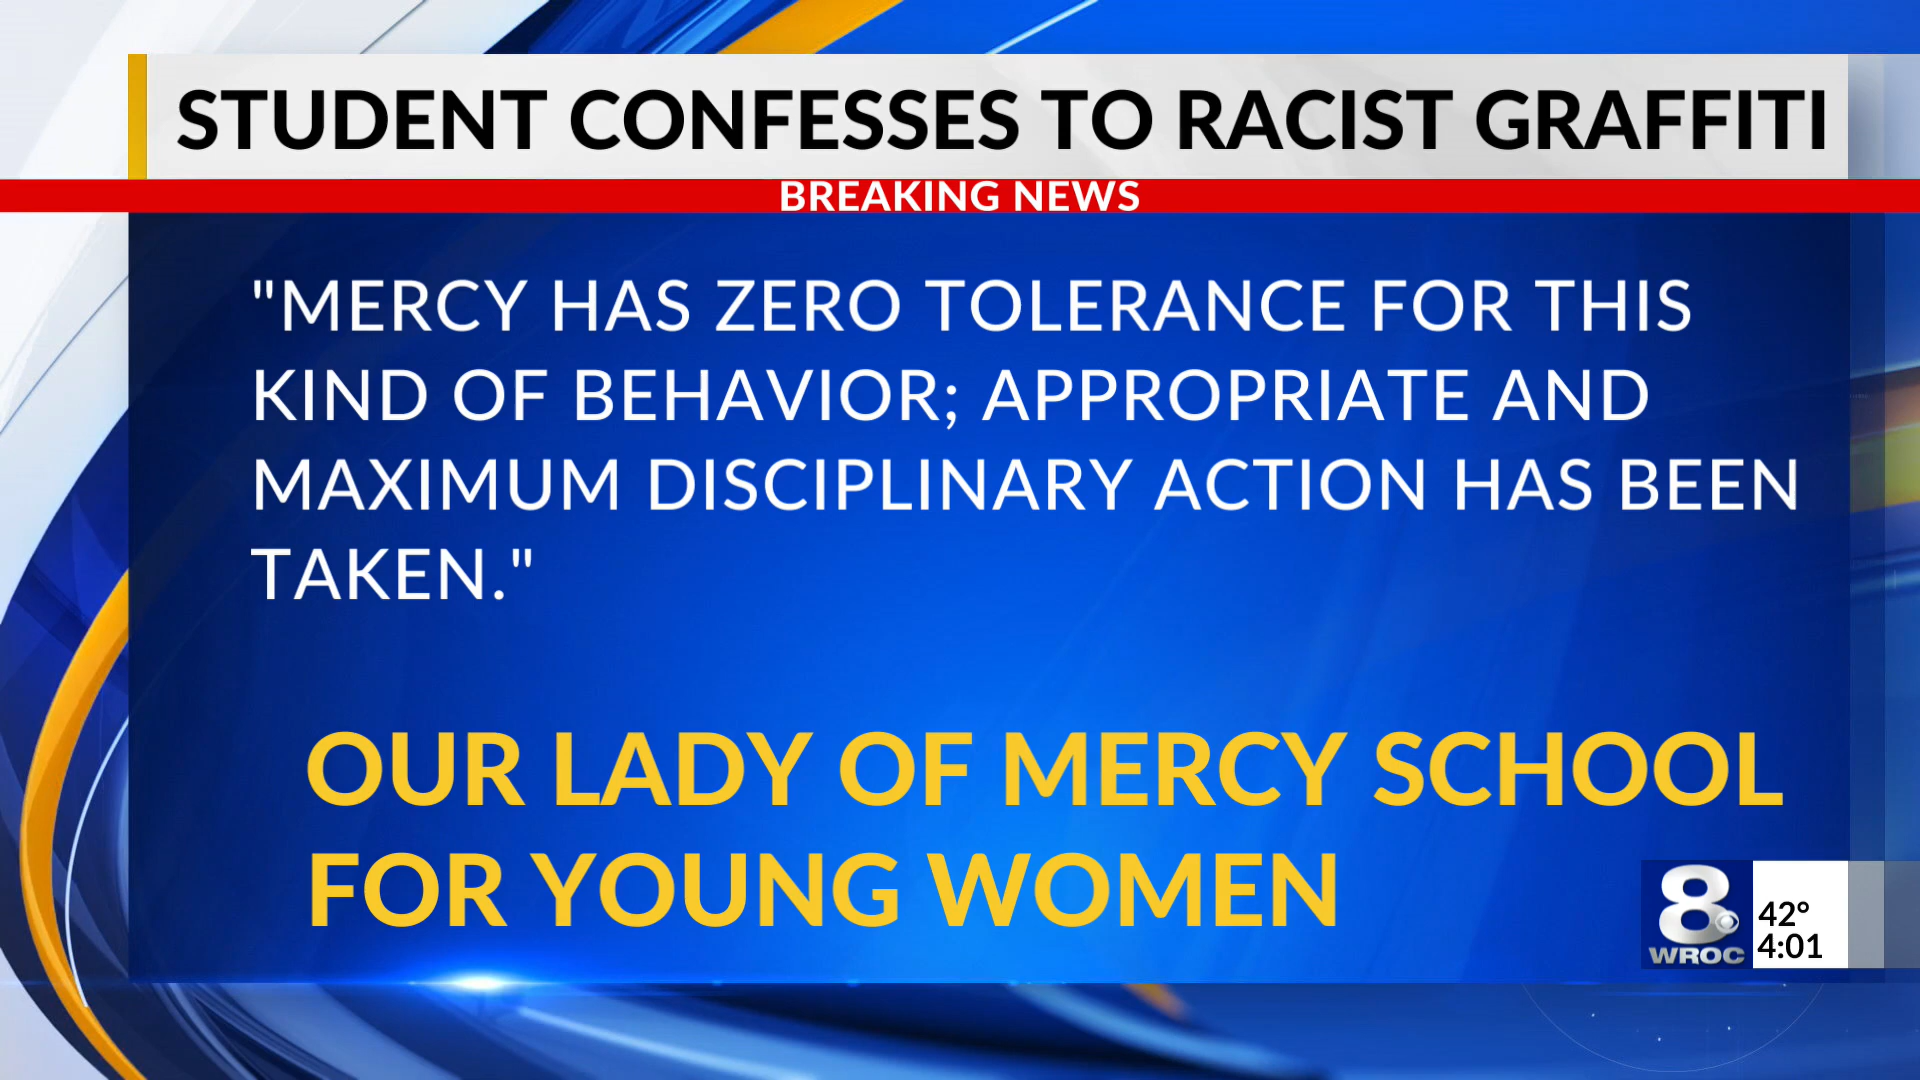 STUDENT CONFESSES TO RACIST GRAFFITI
BREAKING NEWS
"MERCY HAS ZERO TOLERANCE FOR THIS
KIND OF BEHAVIOR; APPROPRIATE AND
MAXIMUM DISCIPLINARY ACTION HAS BEEN
TAKEN."
OUR LADY OF MERCY SCHOOL
FOR YOUNG WOMEN
8
WROC
42°
4:01